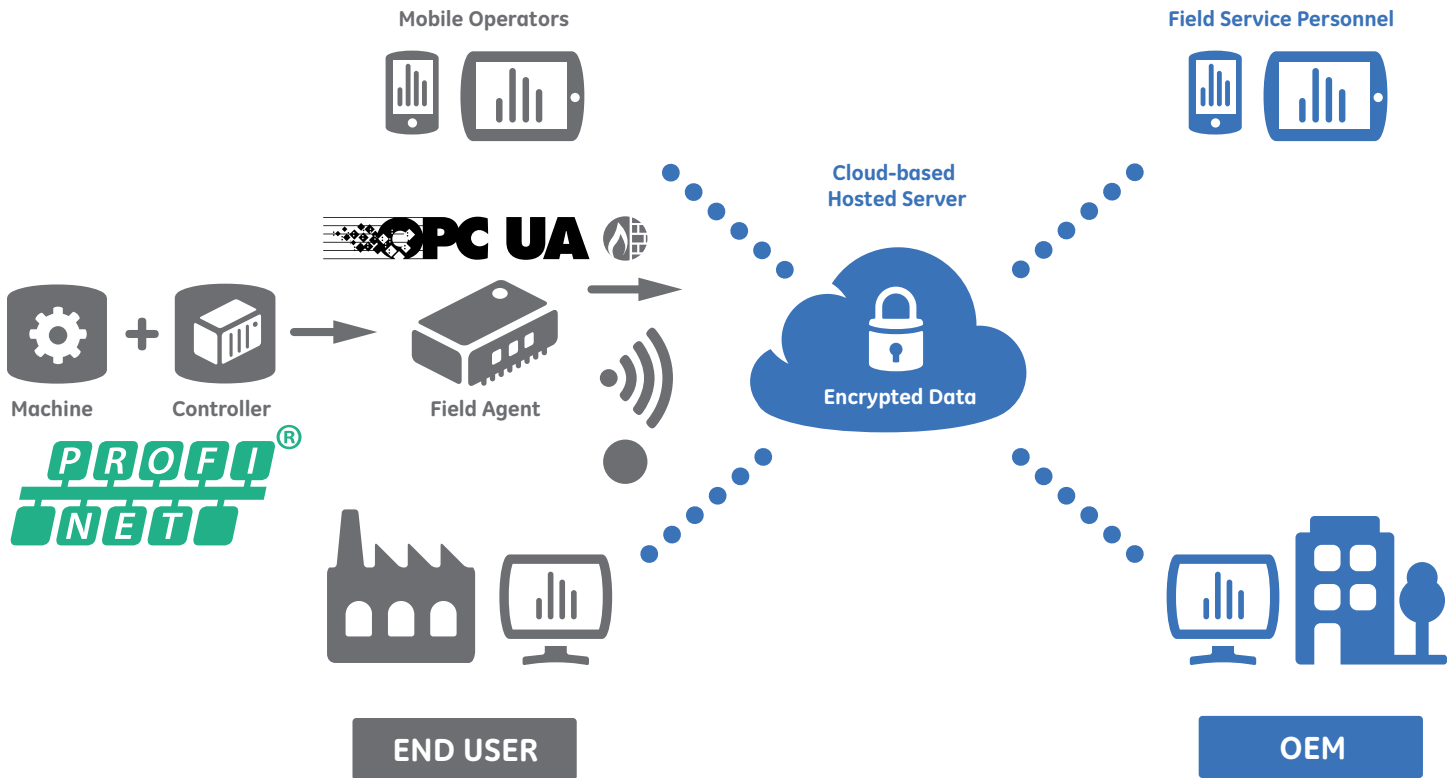 Mobile Operators
Field Service Personnel
Cloud-based
Hosted Server
OPC UA
Machine
Controller
Field Agent
Encrypted Data
PROFI®
NET
END USER
OEM